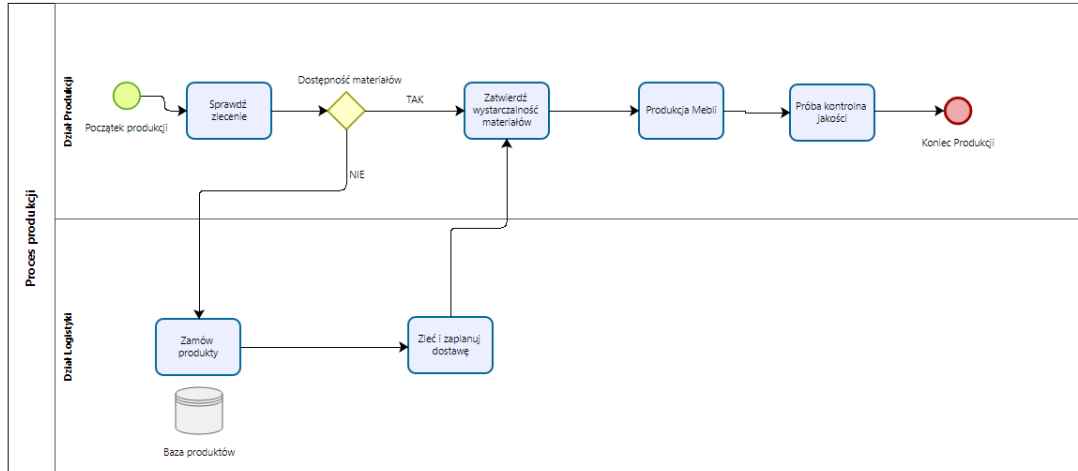 Proces produkcji
Dział Produkcji
Początek produkcji
Sprawdź
zlecenie
Dostępność materiałów
TAK
NIE
Zatwierdź
wystarczalność
materiałów
Produkcja Mebli
Próba kontrolna
jakości
Koniec Produkcji
Dział Logistyki
Zamów
produkty
Baza produktów
Zleć i zaplanuj
dostawę